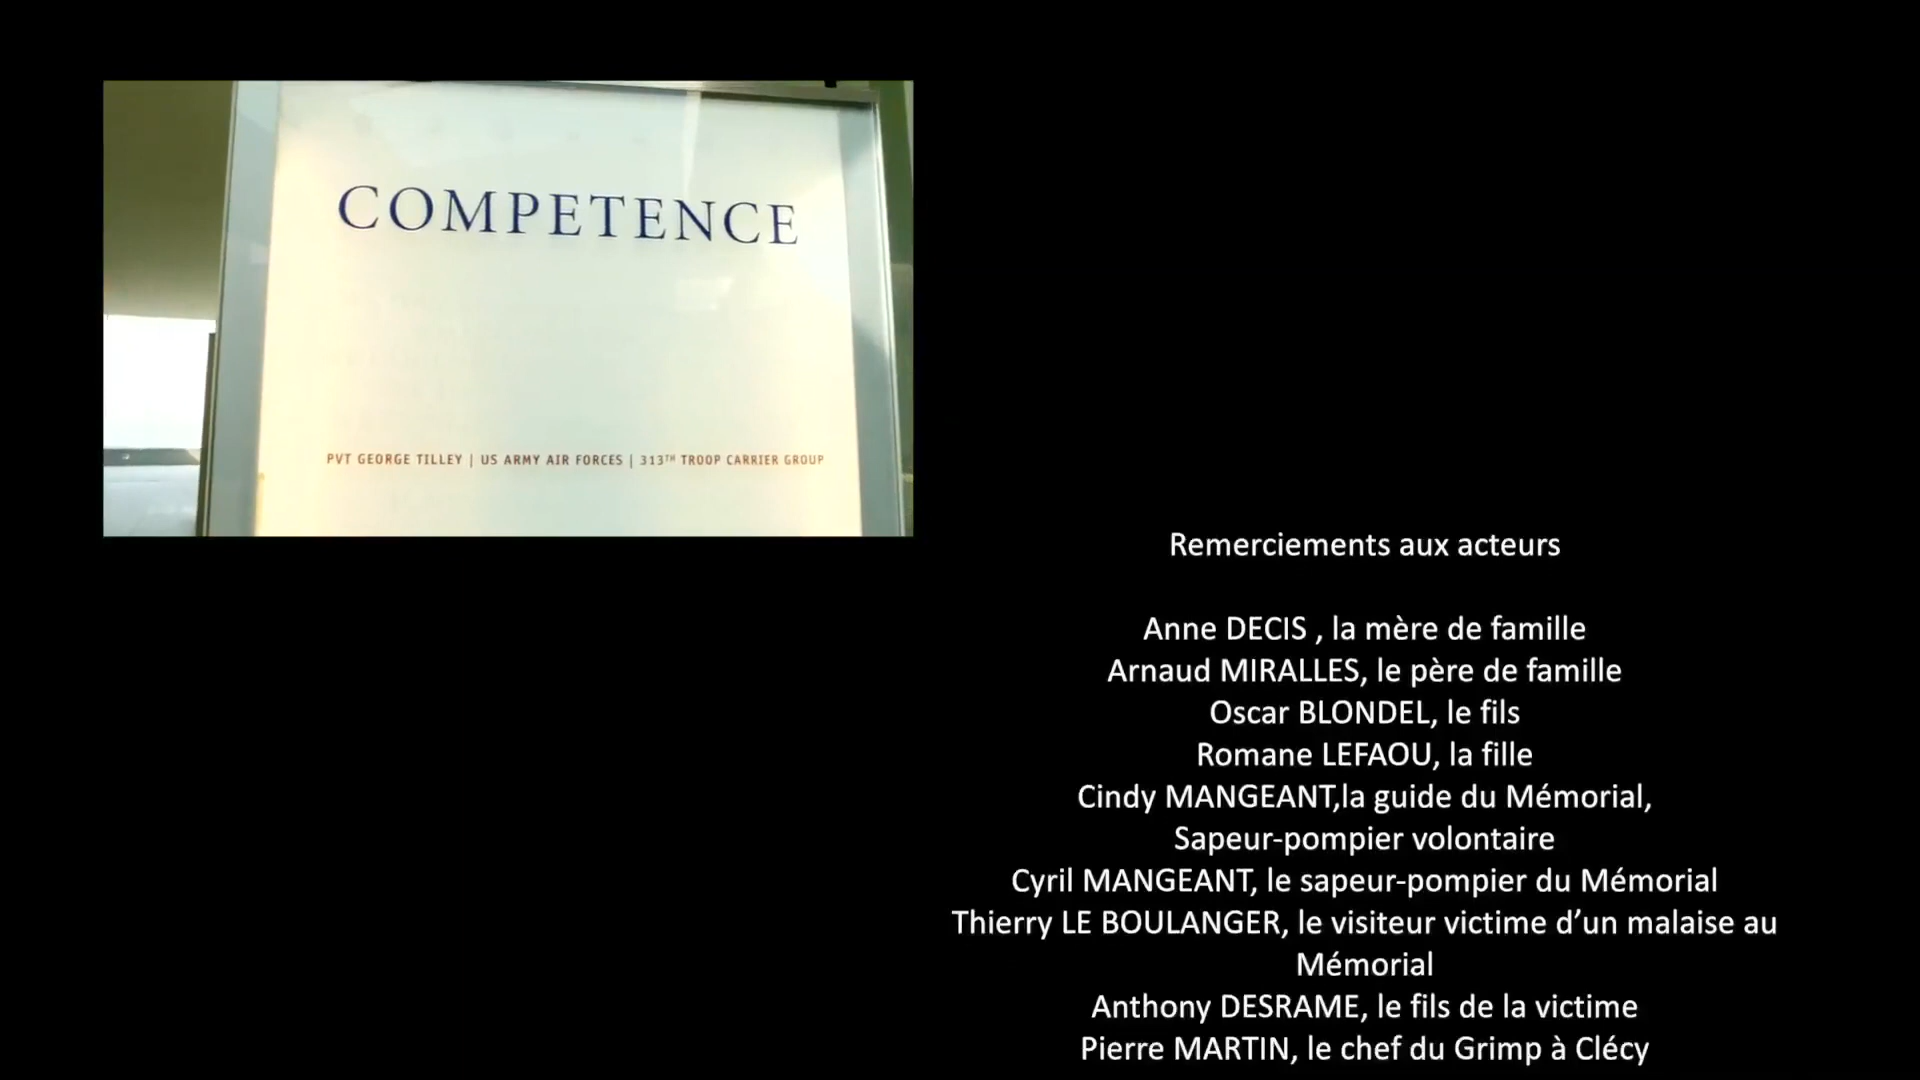 COMPETENCE
PVT GEORGE TILLEY | US ARMY AIR FORCES | 313TH TROOP CARRIER GROUP
Remerciements aux acteurs
Anne DECIS , la mère de famille
Arnaud MIRALLES, le père de famille
Oscar BLONDEL, le fils
Romane LEFAOU, la fille
Cindy MANGEANT,la guide du Mémorial,
Sapeur-pompier volontaire
Cyril MANGEANT, le sapeur-pompier du Mémorial
Thierry LE BOULANGER, le visiteur victime d’un malaise au
Mémorial
Anthony DESRAME, le fils de la victime
Pierre MARTIN, le chef du Grimp à Clécy